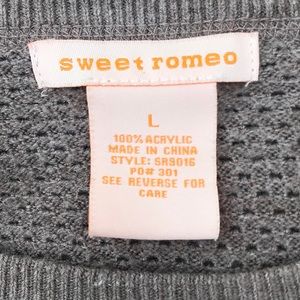 sweet romeo
L
100% ACRYLIC
MADE IN CHINA
STYLE: SR9016
PO# 301
SEE REVERSE FOR
CARE